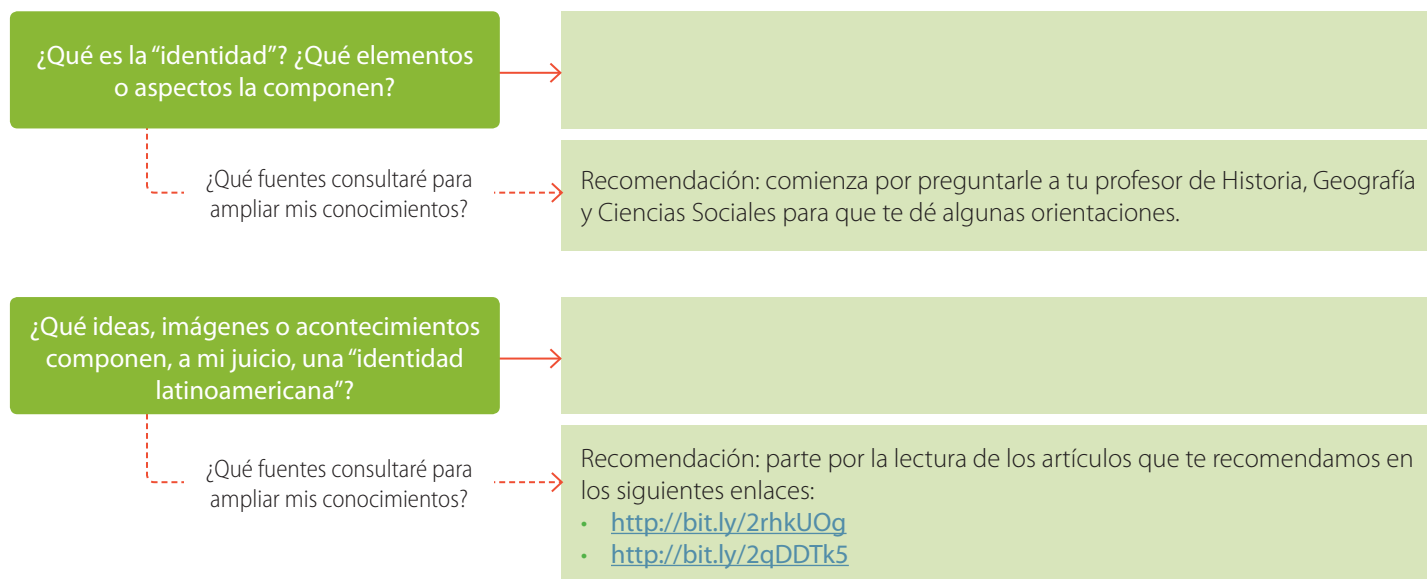 ¿Qué es la “identidad”? ¿Qué elementos
o aspectos la componen?
¿Qué fuentes consultaré para
ampliar mis conocimientos?
Recomendación: comienza por preguntarle a tu profesor de Historia, Geografía
y Ciencias Sociales para que te dé algunas orientaciones.
¿Qué ideas, imágenes o acontecimientos
componen, a mi juicio, una “identidad
latinoamericana”?
¿Qué fuentes consultaré para
ampliar mis conocimientos?
Recomendación: parte por la lectura de los artículos que te recomendamos en
los siguientes enlaces:
• http://bit.ly/2rhkUOg
• http://bit.ly/2qDDTk5